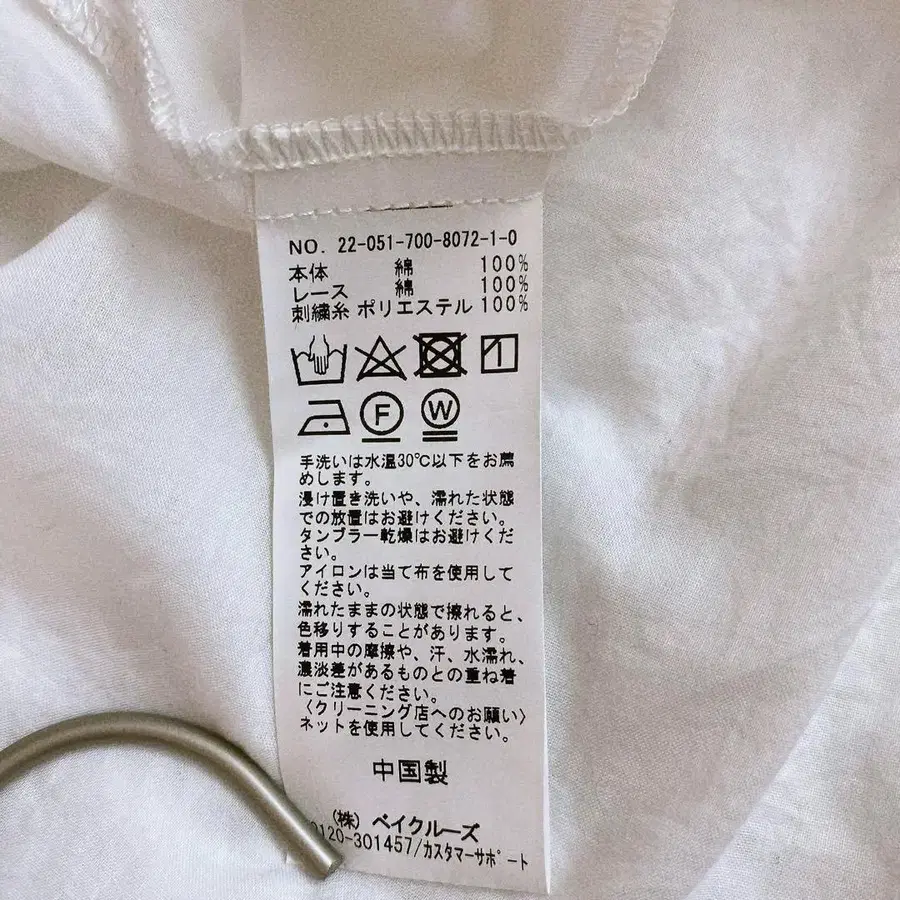 NO. 22-051-700-8072-1-0
本体 綿 100%
レース 綿 100%
刺繍糸 ポリエステル 100%
F W
手洗いは水温30℃以下をお薦
めします。
浸け置き洗いや、濡れた状態
での放置はお避けください。
タンブラー乾燥はお避けくだ
さい。
アイロンは当て布を使用して
ください。
濡れたままの状態で擦れると、
色移りすることがあります。
着用中の摩擦や、汗、水濡れ、
濃淡差があるものとの重ね着
にご注意ください。
〈クリーニング店へのお願い〉
ネットを使用してください。
中国製
(株) ベイクルーズ
0120-301457/カスタマーサポート